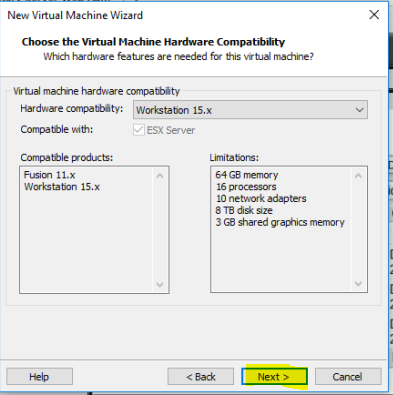 New Virtual Machine Wizard
Choose the Virtual Machine Hardware Compatibility
Which hardware features are needed for this virtual machine?
Virtual machine hardware compatibility
Hardware compatibility: Workstation 15.x
Compatible with: ESX Server
Compatible products: Limitations:
Fusion 11.x 64 GB memory
Workstation 15.x 16 processors
10 network adapters
8 TB disk size
3 GB shared graphics memory
Help < Back Next > Cancel